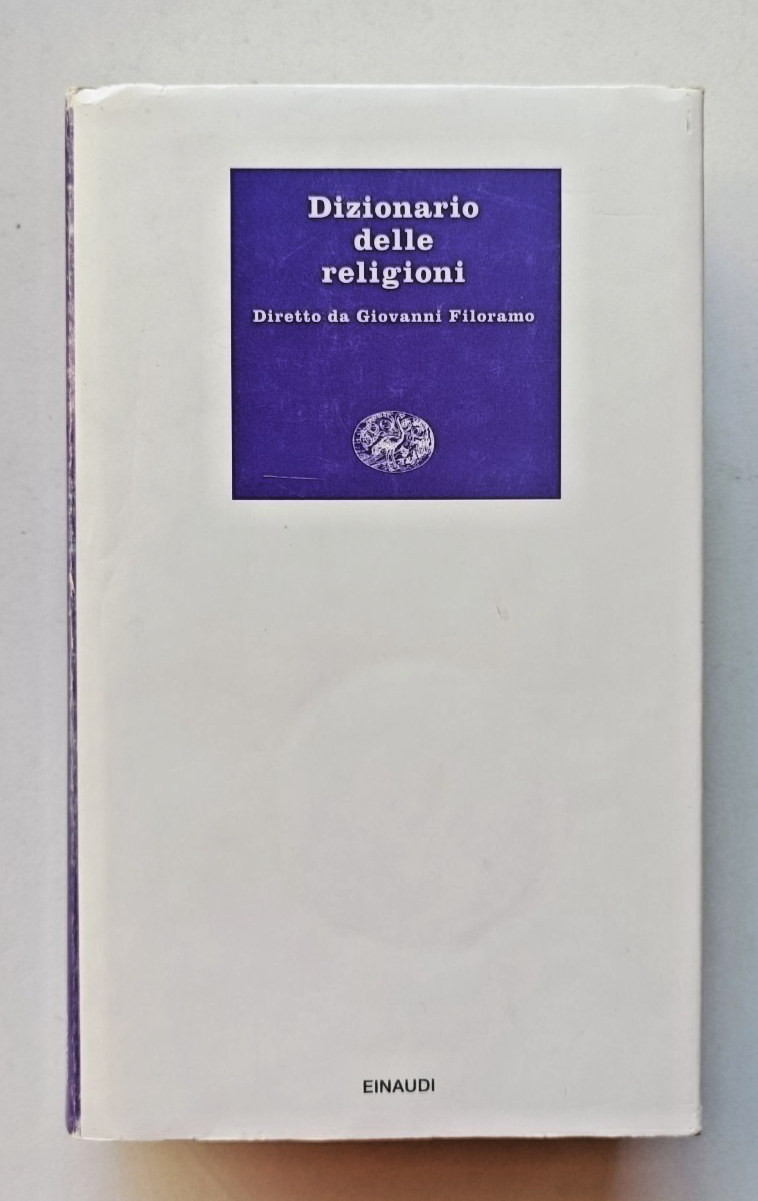 Dizionario
delle
religioni
Diretto da Giovanni Filoramo
EINAUDI